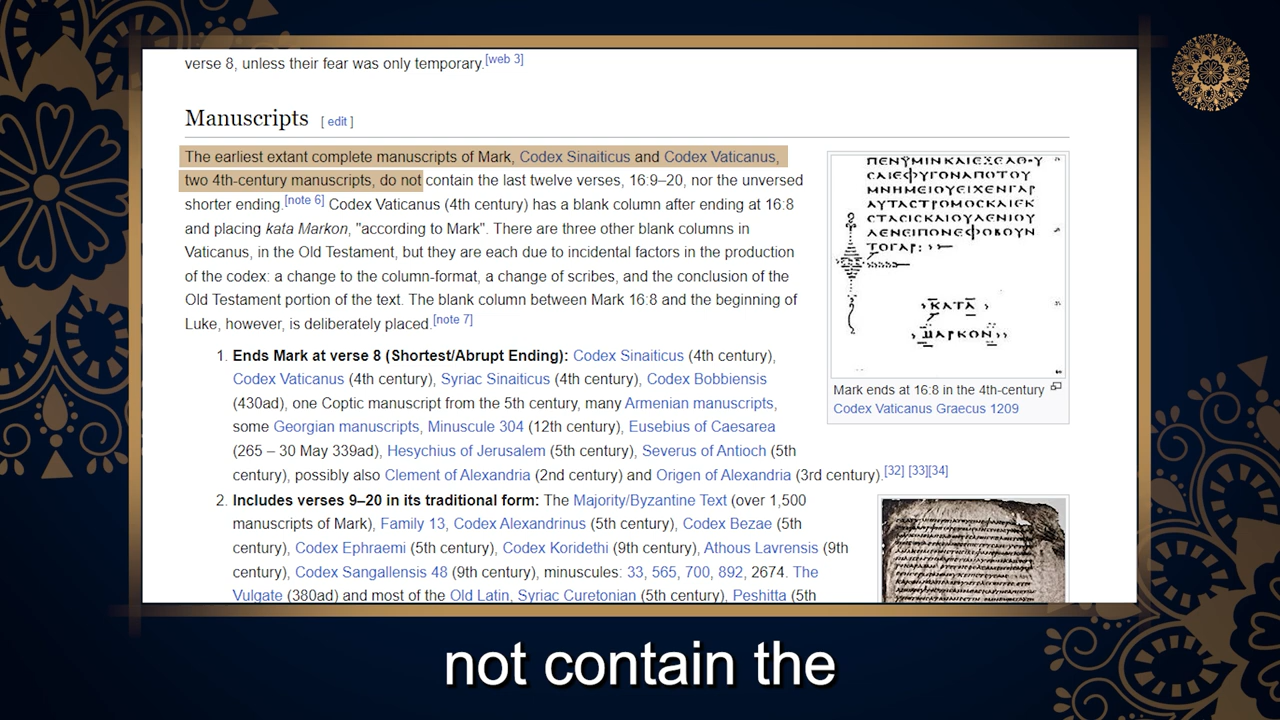 verse 8, unless their fear was only temporary.[web 3]
Manuscripts [ edit ]
The earliest extant complete manuscripts of Mark, Codex Sinaiticus and Codex Vaticanus,
two 4th-century manuscripts, do not contain the last twelve verses, 16:9–20, nor the unversed
shorter ending.[note 6] Codex Vaticanus (4th century) has a blank column after ending at 16:8
and placing kata Markon, "according to Mark". There are three other blank columns in
Vaticanus, in the Old Testament, but they are each due to incidental factors in the production
of the codex: a change to the column-format, a change of scribes, and the conclusion of the
Old Testament portion of the text. The blank column between Mark 16:8 and the beginning of
Luke, however, is deliberately placed.[note 7]
ΠΕΝΥΜΙΝΚΑΙΕΞΕΛΘΟΥ
ϹΑΙΕΦΥΓΟΝΑΠΟΤΟΥ
ΜΝΗΜΕΙΟΥΕΙΧΕΝΓΑΡ
ΑΥΤΑϹΤΡΟΜΟϹΚΑΙΕΚ
ϹΤΑϹΙϹΚΑΙΟΥΔΕΝΙΟΥ
ΔΕΝΕΙΠΟΝΕΦΟΒΟΥΝ
ΤΟΓΑΡ:
ΚΑΤΑ
ΜΑΡΚΟΝ
Mark ends at 16:8 in the 4th-century
Codex Vaticanus Graecus 1209
1. Ends Mark at verse 8 (Shortest/Abrupt Ending): Codex Sinaiticus (4th century),
Codex Vaticanus (4th century), Syriac Sinaiticus (4th century), Codex Bobbiensis
(430ad), one Coptic manuscript from the 5th century, many Armenian manuscripts,
some Georgian manuscripts, Minuscule 304 (12th century), Eusebius of Caesarea
(265 – 30 May 339ad), Hesychius of Jerusalem (5th century), Severus of Antioch (5th
century), possibly also Clement of Alexandria (2nd century) and Origen of Alexandria (3rd century).[32] [33][34]
2. Includes verses 9–20 in its traditional form: The Majority/Byzantine Text (over 1,500
manuscripts of Mark), Family 13, Codex Alexandrinus (5th century), Codex Bezae (5th
century), Codex Ephraemi (5th century), Codex Koridethi (9th century), Athous Lavrensis (9th
century), Codex Sangallensis 48 (9th century), minuscules: 33, 565, 700, 892, 2674. The
Vulgate (380ad) and most of the Old Latin, Syriac Curetonian (5th century), Peshitta (5th
not contain the